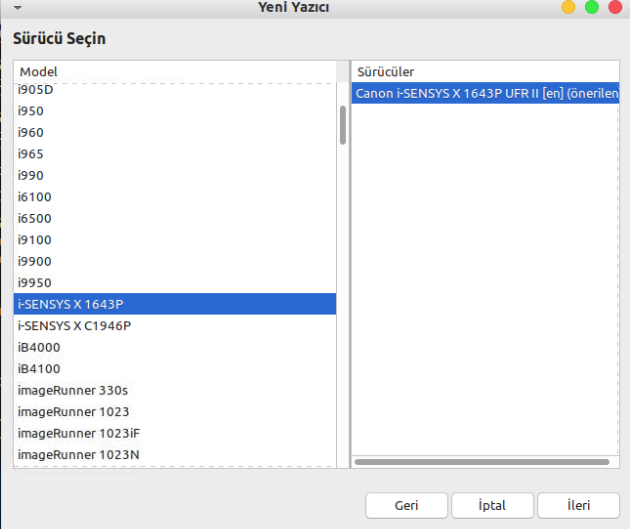 Yeni Yazıcı
Sürücü Seçin
Model
i905D
i950
i960
i965
i990
i6100
i6500
i9100
i9900
i9950
i-SENSYS X 1643P
i-SENSYS X C1946P
iB4000
iB4100
imageRunner 330s
imageRunner 1023
imageRunner 1023iF
imageRunner 1023N
Sürücüler
Canon i-SENSYS X 1643P UFR II [en] (önerilen
Geri
İptal
İleri